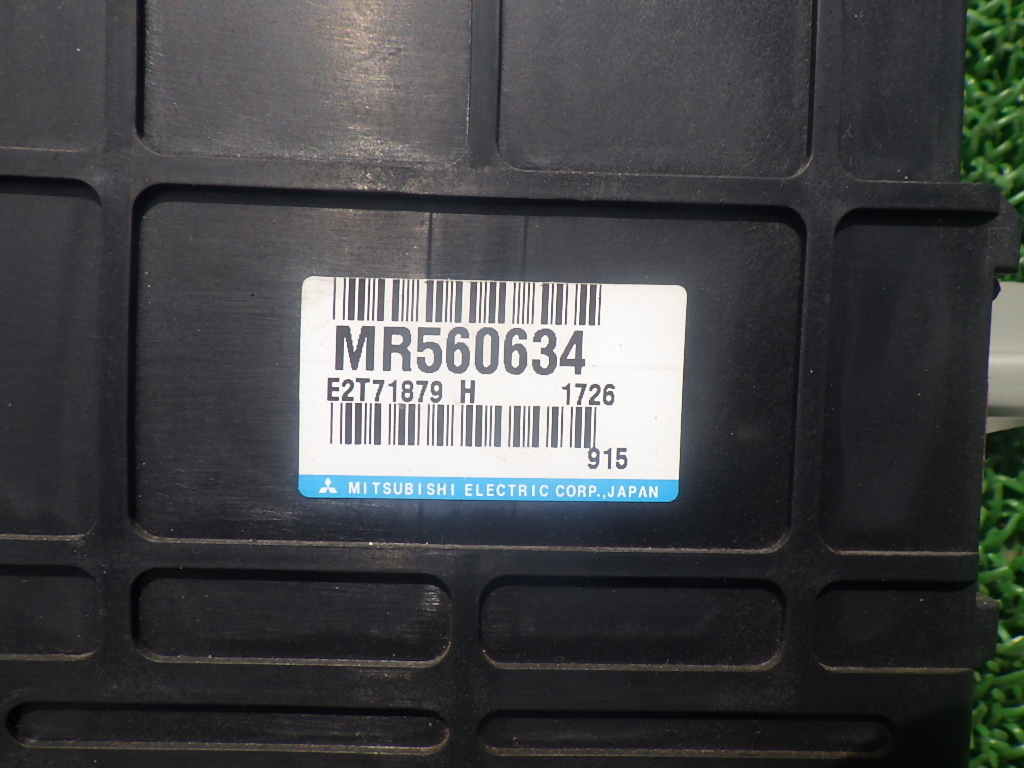 MR560634
E2T71879 H 1726
915
MITSUBISHI ELECTRIC CORP.,JAPAN